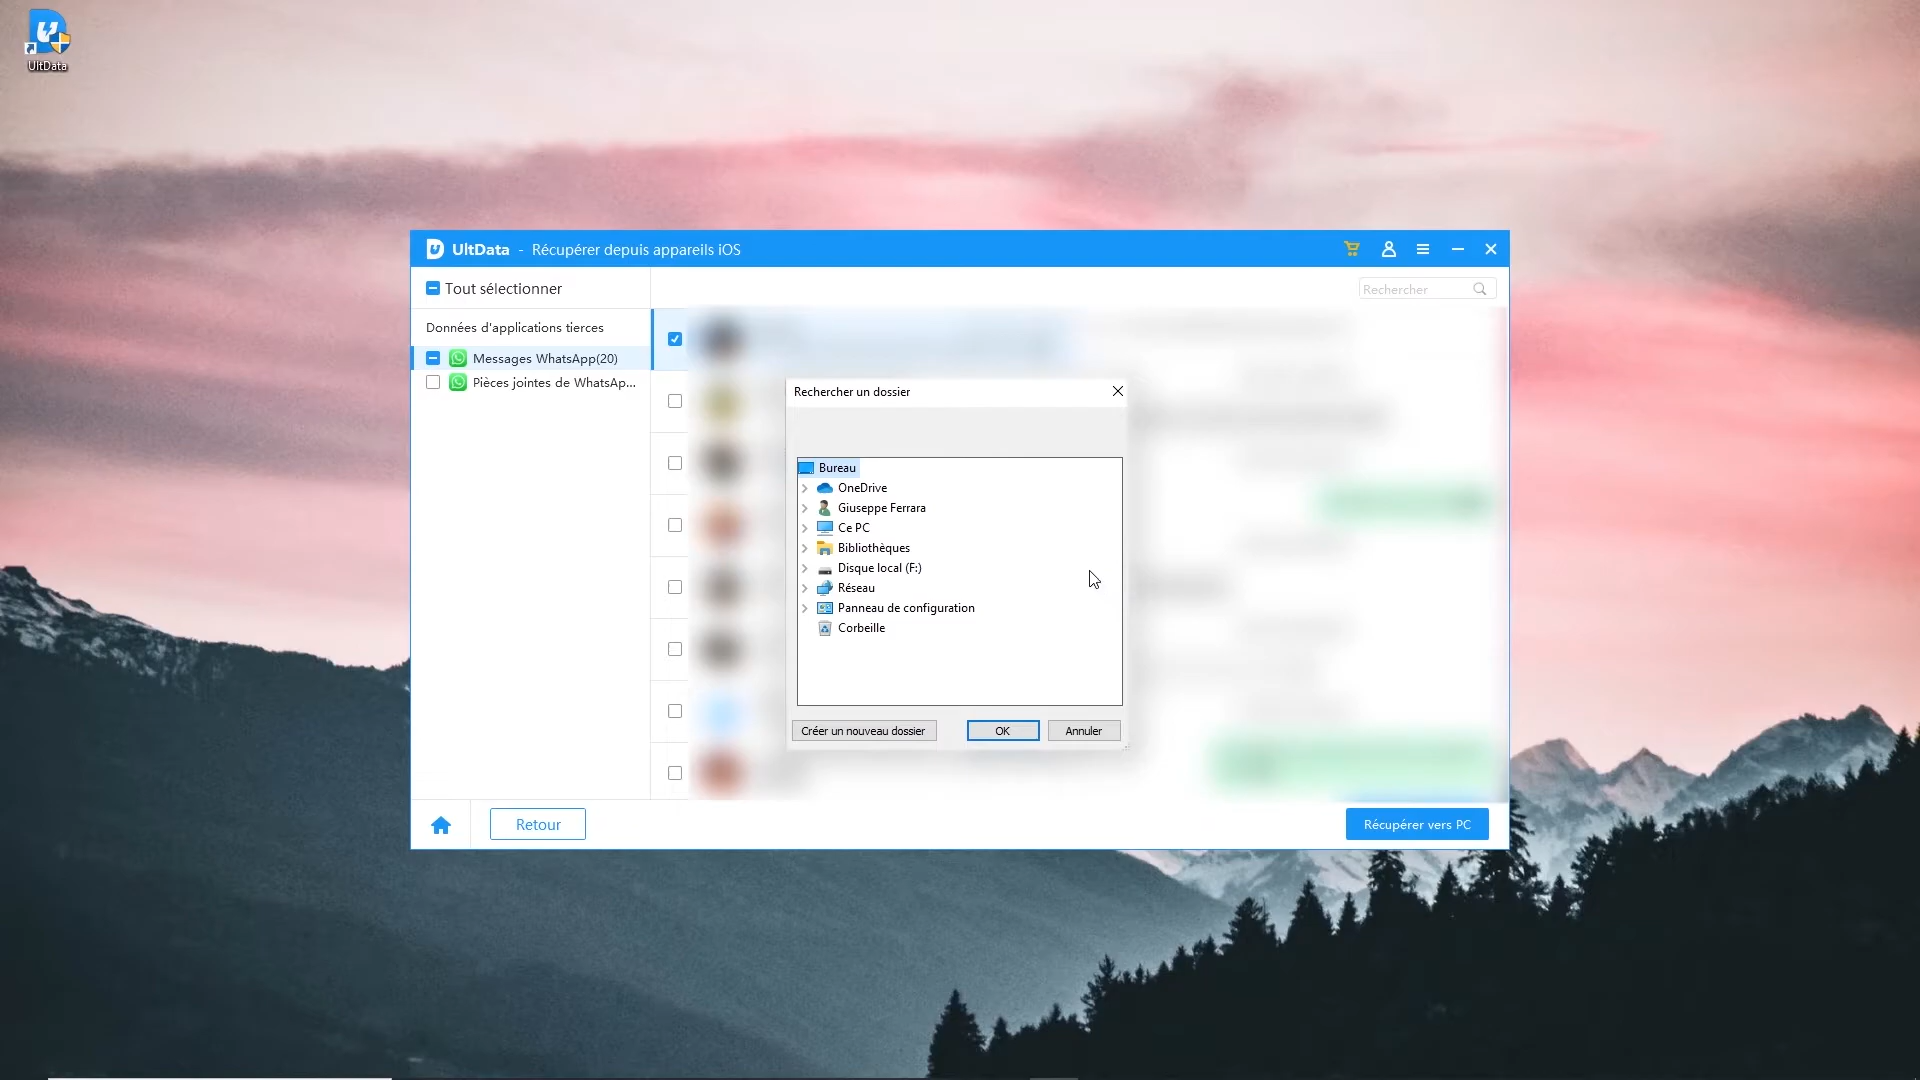 UltData
UltData - Récupérer depuis appareils iOS
Tout sélectionner
Rechercher
Données d'applications tierces
Messages WhatsApp(20)
Pièces jointes de WhatsAp...
Rechercher un dossier
Bureau
OneDrive
Giuseppe Ferrara
Ce PC
Bibliothèques
Disque local (F:)
Réseau
Panneau de configuration
Corbeille
Créer un nouveau dossier
OK
Annuler
Retour
Récupérer vers PC